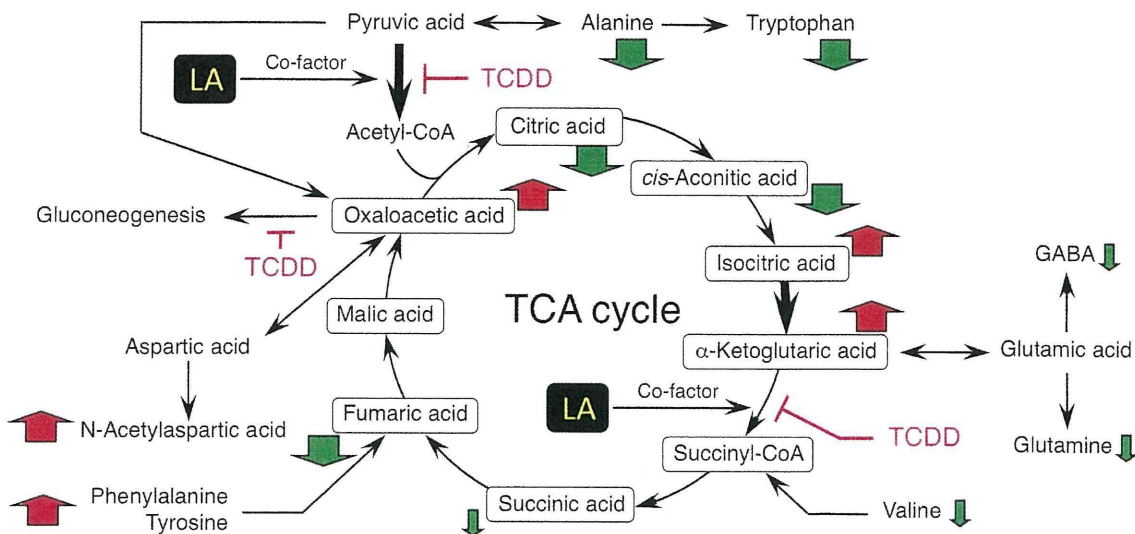 Pyruvic acid
Alanine
Tryptophan
LA
Co-factor
TCDD
Acetyl-CoA
Citric acid
cis-Aconitic acid
Gluconeogenesis
Oxaloacetic acid
TCDD
Isocitric acid
GABA
TCA cycle
Malic acid
Aspartic acid
α-Ketoglutaric acid
Glutamic acid
LA
Co-factor
Fumaric acid
N-Acetylaspartic acid
TCDD
Glutamine
Succinyl-CoA
Phenylalanine
Tyrosine
Succinic acid
Valine